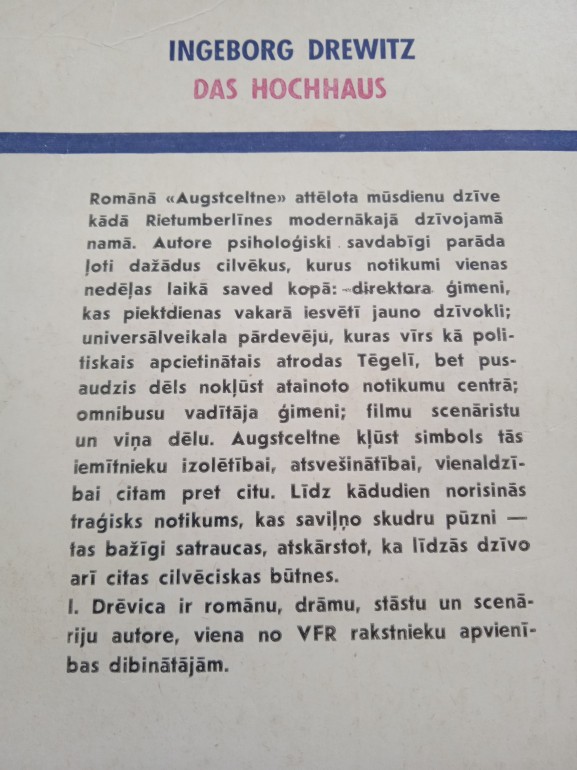 INGEBORG DREWITZ
DAS HOCHHAUS
Romānā «Augstceltne» attēlota mūsdienu dzīve
kādā Rietumberlīnes modernākajā dzīvojamā
namā. Autore psiholoģiski savdabīgi parāda
ļoti dažādus cilvēkus, kurus notikumi vienas
nedēļas laikā saved kopā: direktora ģimeni,
kas piektdienas vakarā iesvētī jauno dzīvokli;
universālveikala pārdevēju, kuras vīrs kā poli-
tiskais apcietinātais atrodas Tēgelī, bet pus-
audzis dēls nokļūst atainoto notikumu centrā;
omnibusu vadītāja ģimeni; filmu scenāristu
un viņa dēlu. Augstceltne kļūst simbols tās
iemītnieku izolētībai, atsvešinātībai, vienaldzī-
bai citam pret citu. Līdz kādudien norisinās
traģisks notikums, kas saviļņo skudru pūzni —
tas bažīgi satraucas, atskārstot, ka līdzās dzīvo
arī citas cilvēciskas būtnes.
I. Drēvica ir romānu, drāmu, stāstu un scenā-
riju autore, viena no VFR rakstnieku apvienī-
bas dibinātājām.